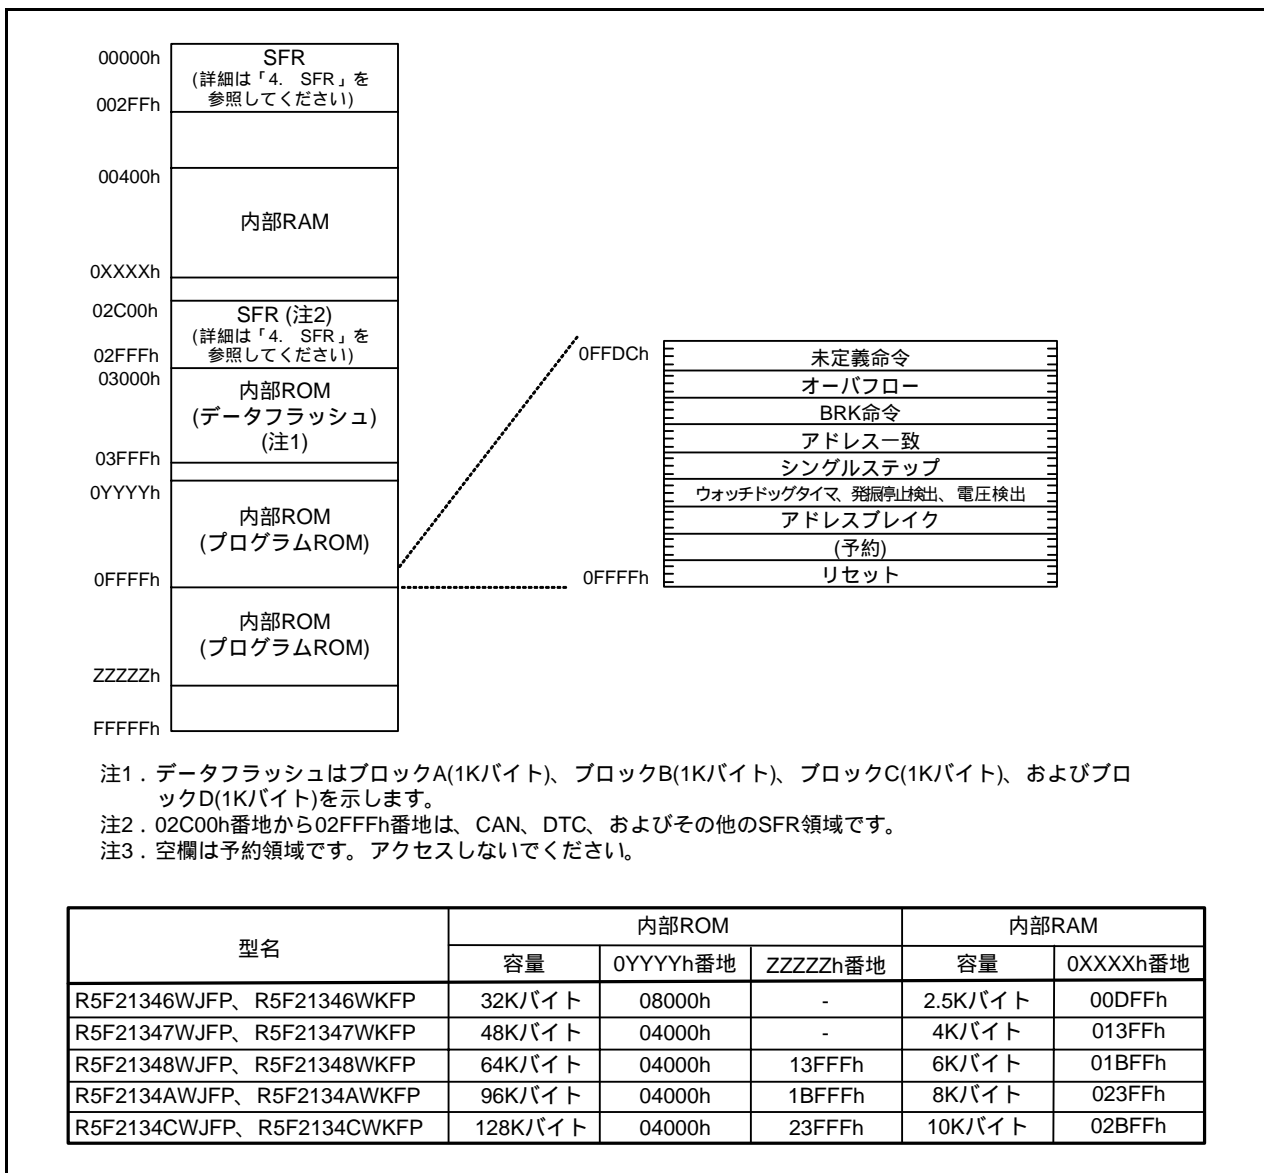 00000h
SFR
(詳細は「4. SFR」を
参照してください)
002FFh
00400h
内部RAM
0XXXXh
02C00h
SFR (注2)
(詳細は「4. SFR」を
参照してください)
02FFFh
03000h
内部ROM
(データフラッシュ)
(注1)
03FFFh
0YYYYh
内部ROM
(プログラムROM)
0FFFFh
内部ROM
(プログラムROM)
ZZZZZh
FFFFFh
0FFDCh
未定義命令
オーバフロー
BRK命令
アドレス一致
シングルステップ
ウォッチドッグタイマ、発振停止検出、電圧検出
アドレスブレイク
(予約)
0FFFFh
リセット
注1．データフラッシュはブロックA(1Kバイト)、ブロックB(1Kバイト)、ブロックC(1Kバイト)、およびブロ
ックD(1Kバイト)を示します。
注2．02C00h番地から02FFFh番地は、CAN、DTC、およびその他のSFR領域です。
注3．空欄は予約領域です。アクセスしないでください。
型名 内部ROM 内部RAM
容量 0YYYYh番地 ZZZZZh番地 容量 0XXXXh番地
R5F21346WJFP、R5F21346WKFP 32Kバイト 08000h - 2.5Kバイト 00DFFh
R5F21347WJFP、R5F21347WKFP 48Kバイト 04000h - 4Kバイト 013FFh
R5F21348WJFP、R5F21348WKFP 64Kバイト 04000h 13FFFh 6Kバイト 01BFFh
R5F2134AWJFP、R5F2134AWKFP 96Kバイト 04000h 1BFFFh 8Kバイト 023FFh
R5F2134CWJFP、R5F2134CWKFP 128Kバイト 04000h 23FFFh 10Kバイト 02BFFh